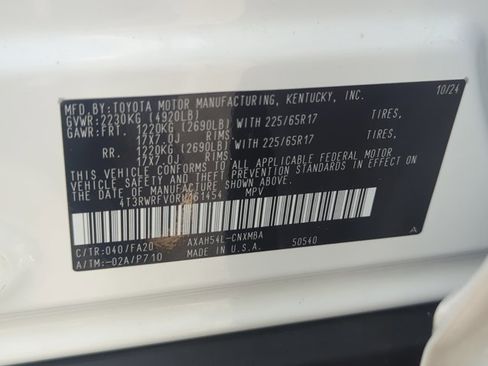 MFD.BY:TOYOTA MOTOR MANUFACTURING, KENTUCKY, INC. 10/24
GVWR:2230KG (4920LB)
GAWR:FRT. 1220KG (2690LB) WITH 225/65R17 TIRES,
17X7.0J RIMS
RR. 1220KG (2690LB) WITH 225/65R17 TIRES,
17X7.0J RIMS
THIS VEHICLE CONFORMS TO ALL APPLICABLE FEDERAL MOTOR
VEHICLE SAFETY AND THEFT PREVENTION STANDARDS IN EFFECT
ON THE DATE OF MANUFACTURE SHOWN ABOVE.
MPV
C/TR:040/FA20 AXAH54L-CNXMBA 50540
A/TM:-02A/P710 MADE IN U.S.A.